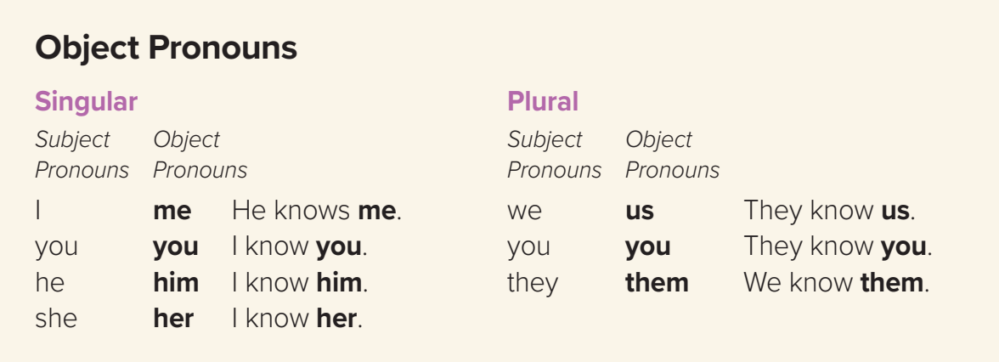 Object Pronouns
Singular
Subject Object
Pronouns Pronouns
I me He knows me.
you you I know you.
he him I know him.
she her I know her.
Plural
Subject Object
Pronouns Pronouns
we us They know us.
you you They know you.
they them We know them.